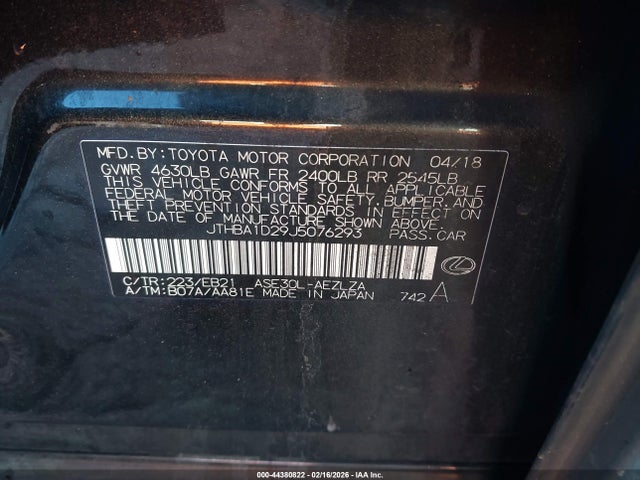 MFD. BY: TOYOTA MOTOR CORPORATION 04/18
GVWR 4630LB GAWR FR 2400LB RR 2545LB
THIS VEHICLE CONFORMS TO ALL APPLICABLE
FEDERAL MOTOR VEHICLE SAFETY, BUMPER, AND
THEFT PREVENTION STANDARDS IN EFFECT ON
THE DATE OF MANUFACTURE SHOWN ABOVE.
JTHBA1D29J5076293 PASS.CAR
C/TR: 223/EB21 ASE30L-AEZLZA
A/TM: B07A/AA81E MADE IN JAPAN 742 A
000-44380822 - 02/16/2026 - IAA Inc.